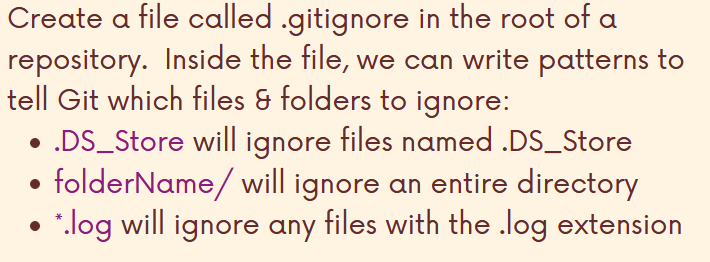 Create a file called .gitignore in the root of a
repository.  Inside the file, we can write patterns to
tell Git which files & folders to ignore:
• .DS_Store will ignore files named .DS_Store
• folderName/ will ignore an entire directory
• *.log will ignore any files with the .log extension